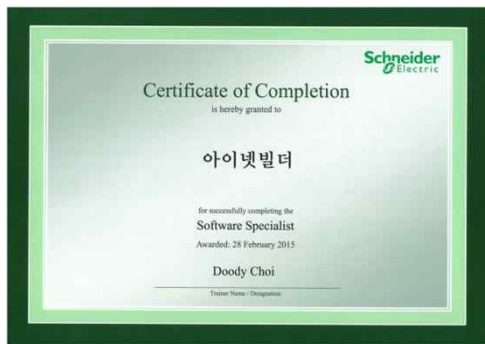 Schneider
Electric
Certificate of Completion
is hereby granted to
아이넷빌더
for successfully completing the
Software Specialist
Awarded: 28 February 2015
Doody Choi
Trainer Name / Designation